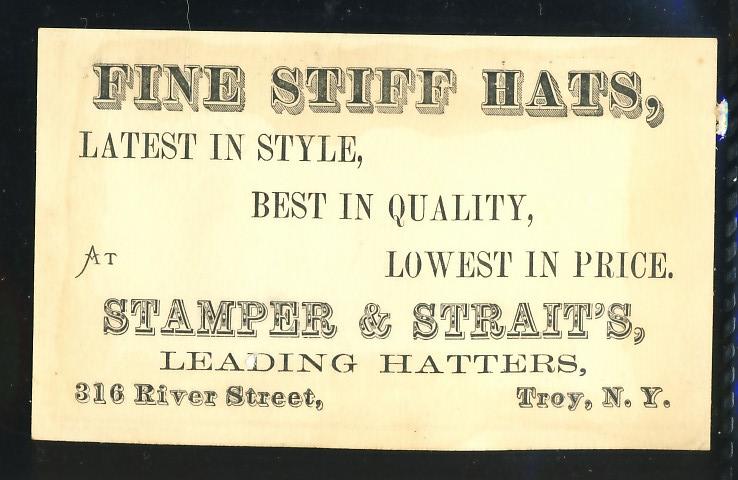 FINE STIFF HATS,
LATEST IN STYLE,
BEST IN QUALITY,
LOWEST IN PRICE.
AT
STAMPER & STRAIT'S,
LEADING HATTERS,
316 River Street, Troy, N. Y.